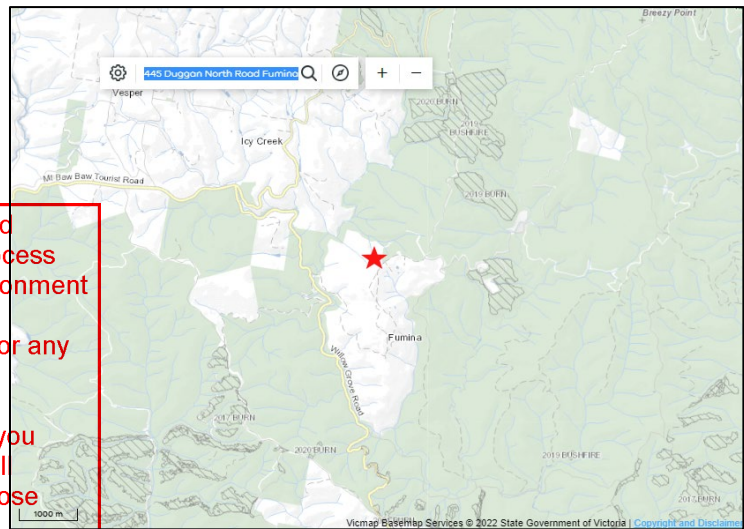 Breezy Point
445 Duggan North Road Fumina
+ −
Vesper
2020 BURN
2019
BUSHFIRE
Icy Creek
Mt Baw Baw Tourist Road
2019 BURN
d
cess
onment
or any
you
ll
ose
Fumina
Willow Grove Road
2017 BURN
2020 BURN
2019 BUSHFIRE
2017 BURN
1000 m
Vicmap Basemap Services © 2022 State Government of Victoria | Copyright and Disclaimer